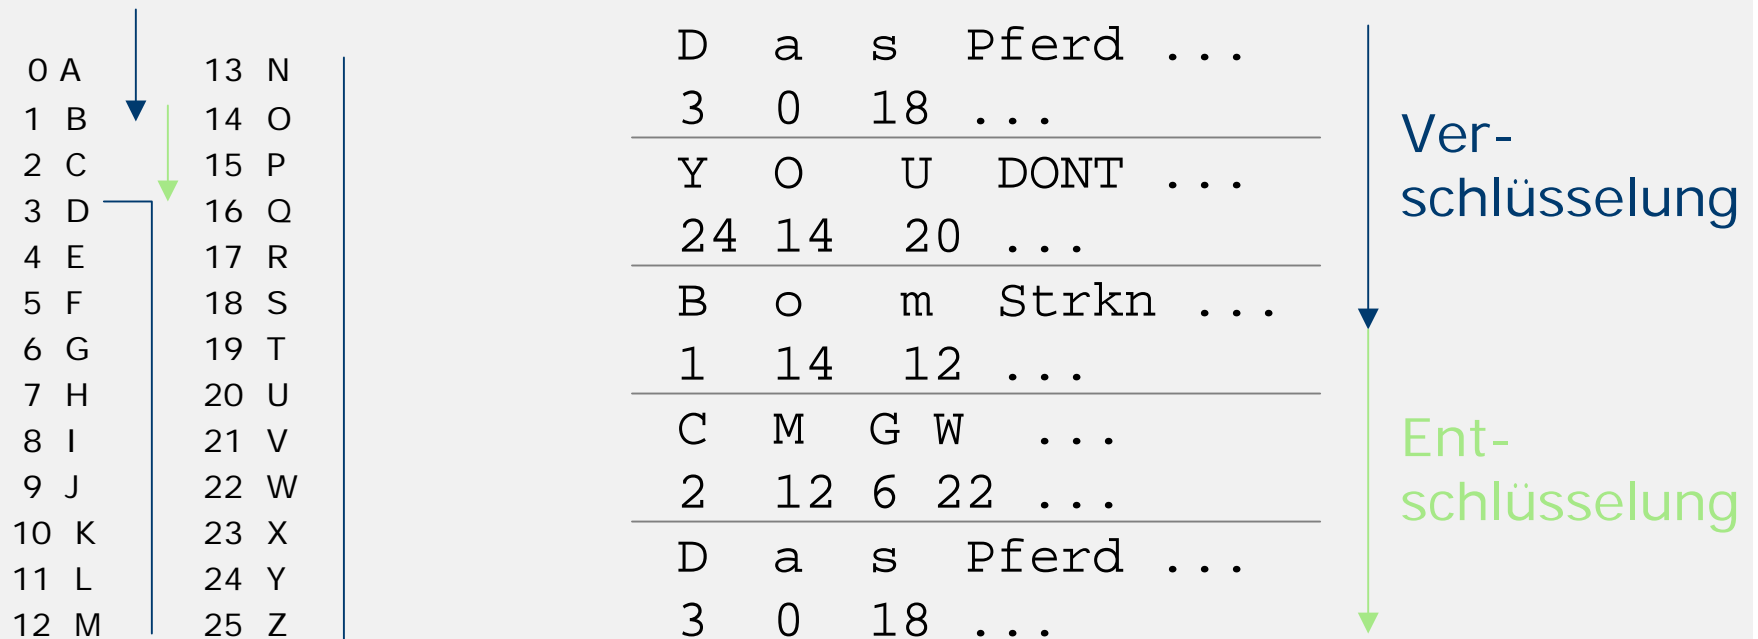 0 A
1 B
2 C
3 D
4 E
5 F
6 G
7 H
8 I
9 J
10 K
11 L
12 M
13 N
14 O
15 P
16 Q
17 R
18 S
19 T
20 U
21 V
22 W
23 X
24 Y
25 Z
D a s Pferd ...
3 0 18 ...
Y O U DONT ...
24 14 20 ...
B o m Strkn ...
1 14 12 ...
C M G W ...
2 12 6 22 ...
D a s Pferd ...
3 0 18 ...
Ver-
schlüsselung
Ent-
schlüsselung